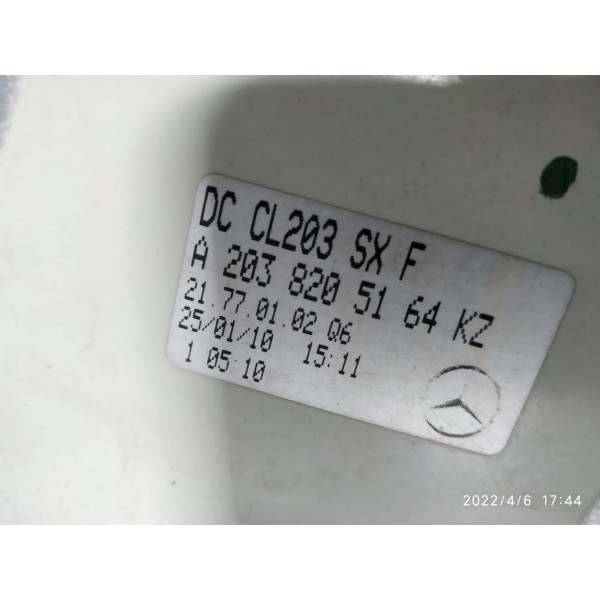 DC CL203 SX F
A 203 820 51 64 KZ
21.77.01.02 Q6
25/01/10 15:11
1 05 10
2022/4/6 17:44